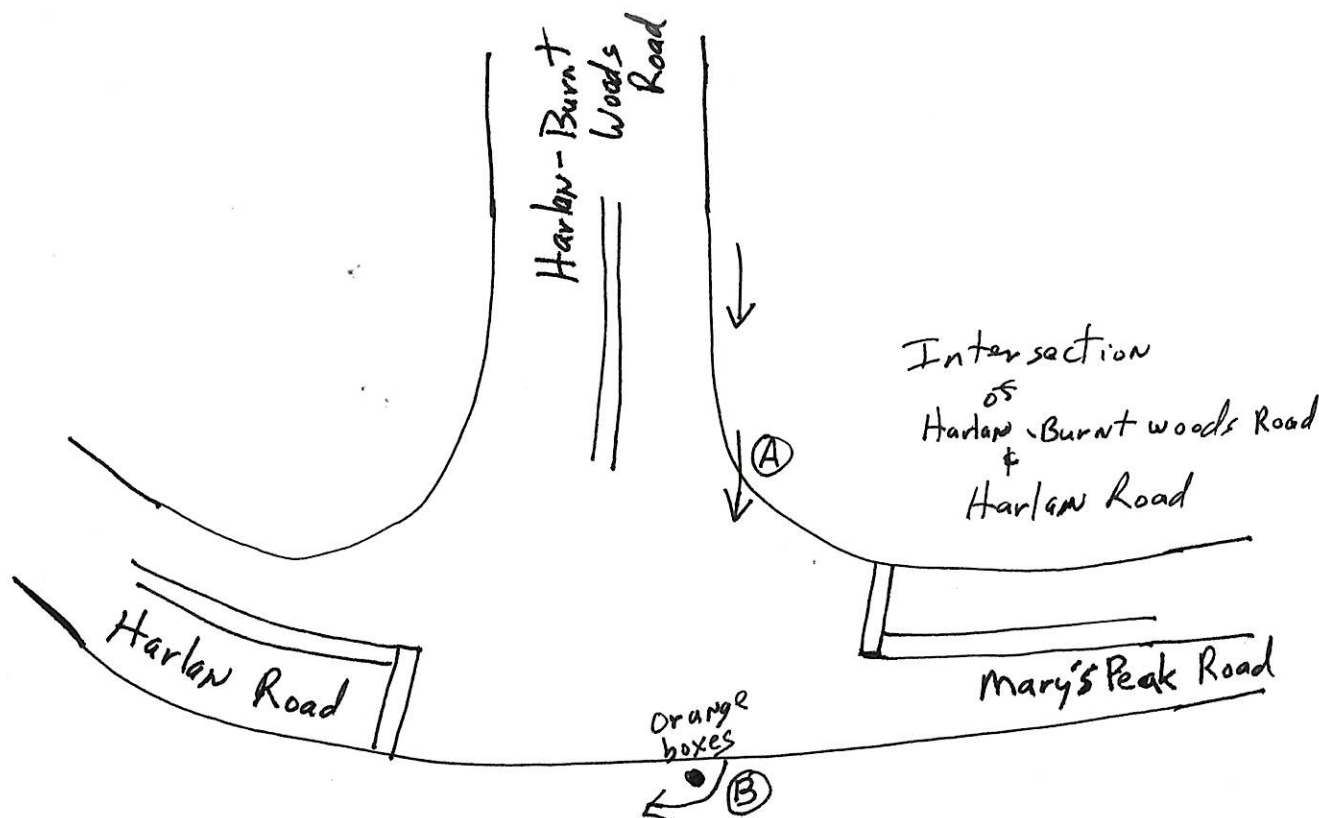 Harlan-Burnt
Woods
Road
Intersection
of
Harlan-Burnt woods Road
&
Harlan Road
A
Harlan Road
Mary's Peak Road
Orange
boxes
B